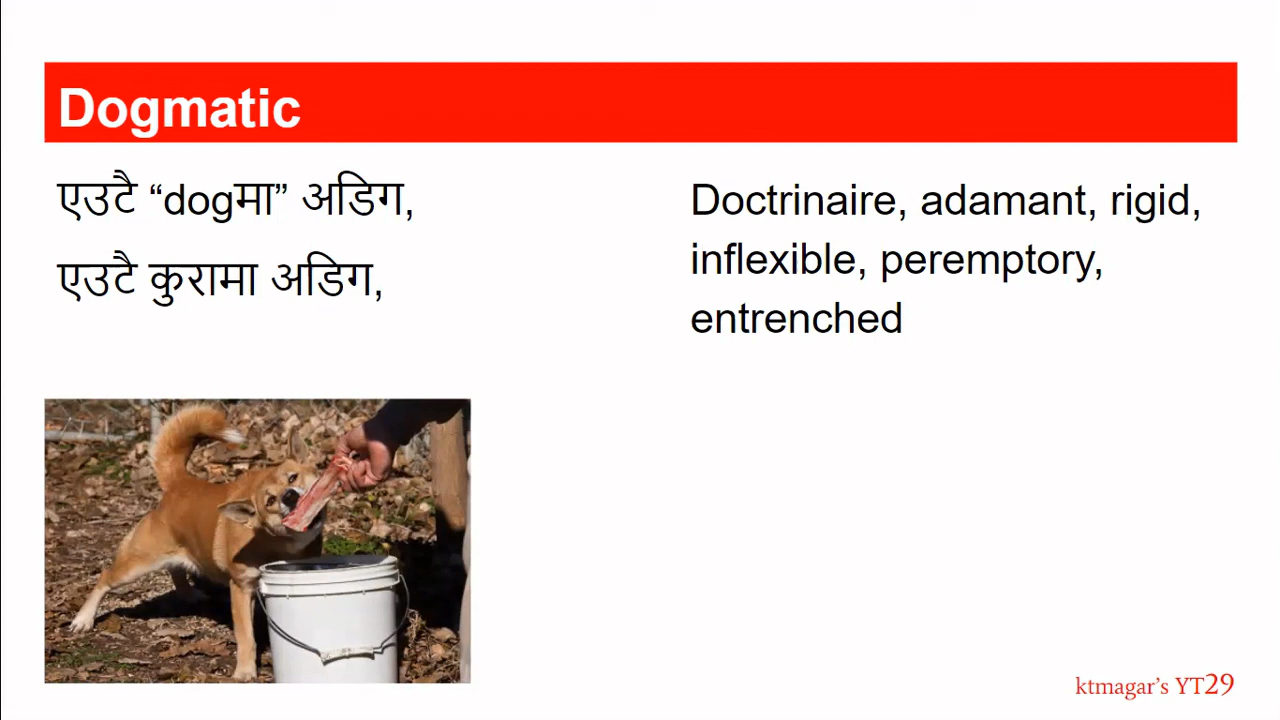 Dogmatic
एउटै “dogमा” अडिग,
एउटै कुरामा अडिग,
Doctrinaire, adamant, rigid,
inflexible, peremptory,
entrenched
ktmagar’s YT29